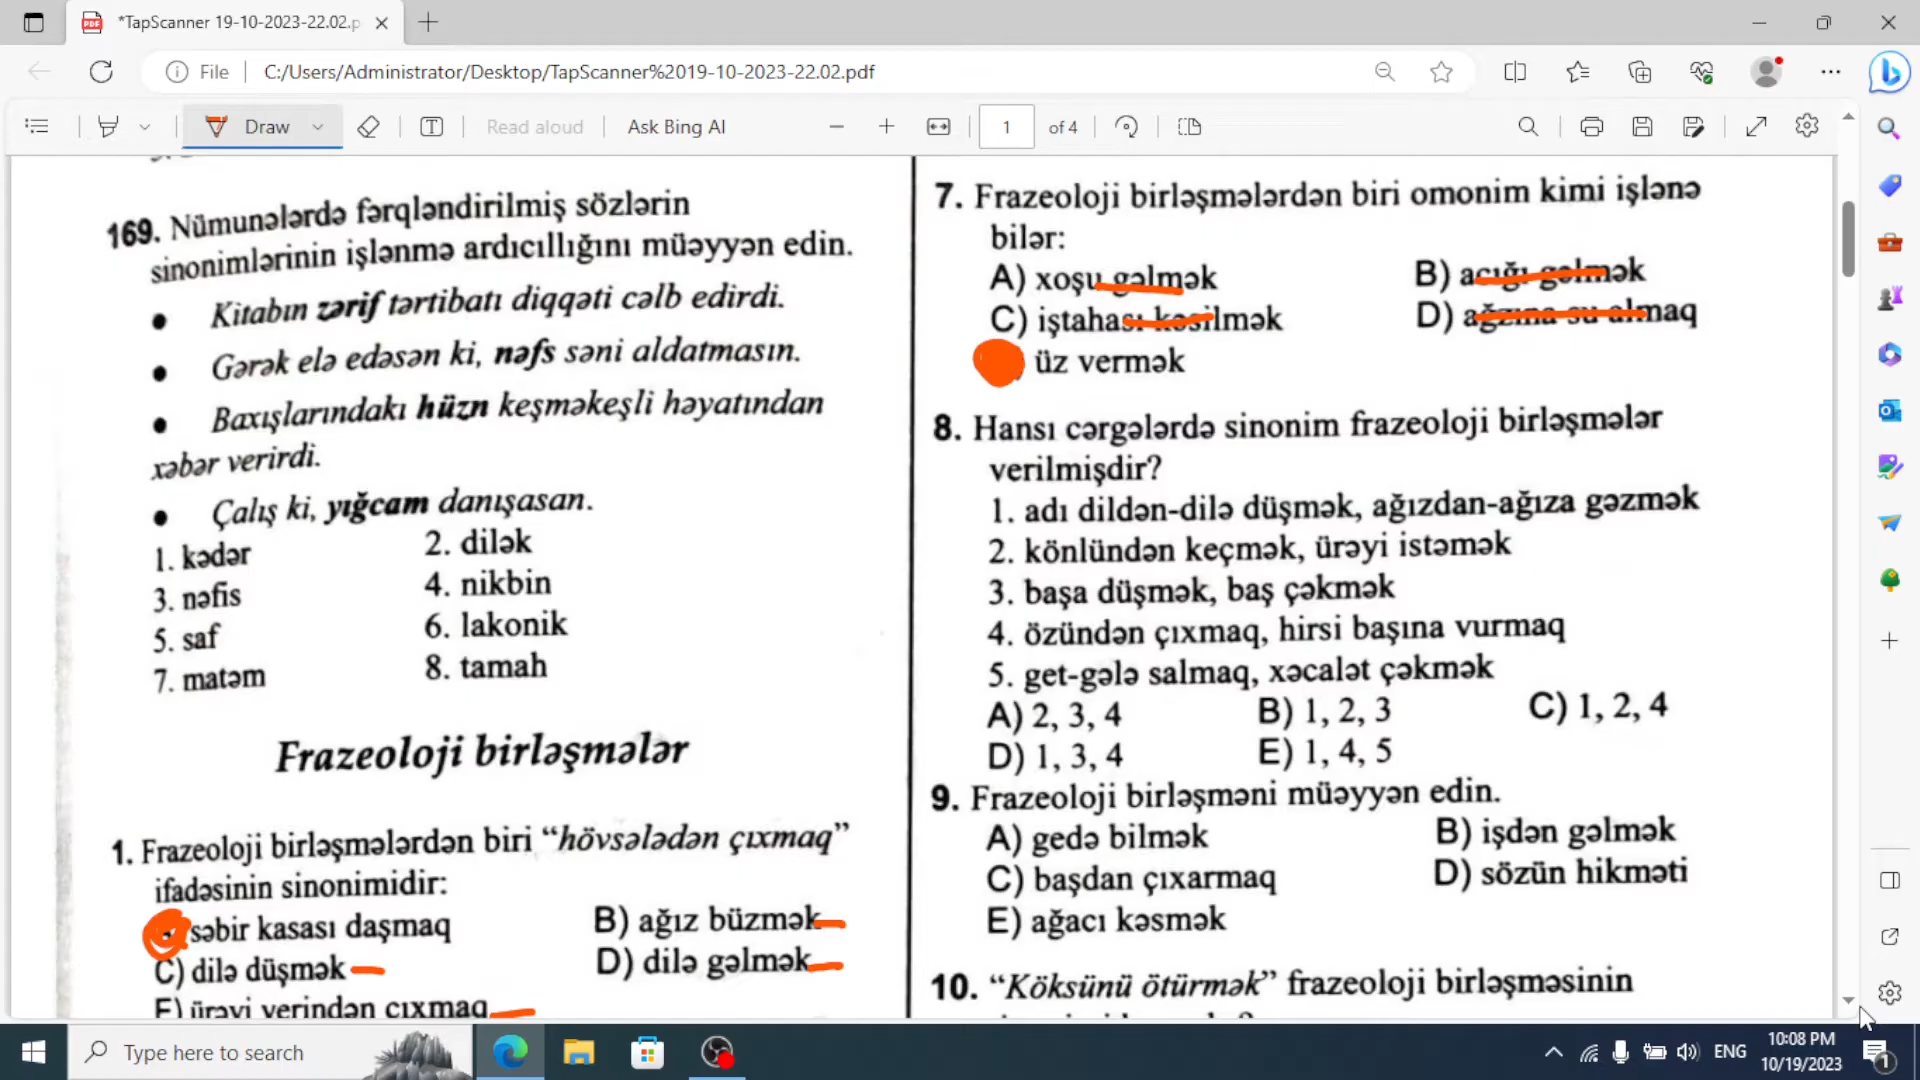 *TapScanner 19-10-2023-22.02.p
File
C:/Users/Administrator/Desktop/TapScanner%2019-10-2023-22.02.pdf
Draw
Read aloud
Ask Bing AI
1
of 4
169. Nümunələrdə fərqləndirilmiş sözlərin
sinonimlərinin işlənmə ardıcıllığını müəyyən edin.
• Kitabın zərif tərtibatı diqqəti cəlb edirdi.
• Gərək elə edəsən ki, nəfs səni aldatmasın.
• Baxışlarındakı hüzn keşməkeşli həyatından
xəbər verirdi.
• Çalış ki, yığcam danışasan.
1. kədər 2. dilək
3. nəfis 4. nikbin
5. saf 6. lakonik
7. matəm 8. tamah
Frazeoloji birləşmələr
1. Frazeoloji birləşmələrdən biri “hövsələdən çıxmaq”
ifadəsinin sinonimidir:
səbir kasası daşmaq B) ağız büzmək
C) dilə düşmək D) dilə gəlmək
E) ürəyi yerindən çıxmaq
7. Frazeoloji birləşmələrdən biri omonim kimi işlənə
bilər:
A) xoşu gəlmək B) acığı gəlmək
C) iştahası kəsilmək D) ağzına su almaq
üz vermək
8. Hansı cərgələrdə sinonim frazeoloji birləşmələr
verilmişdir?
1. adı dildən-dilə düşmək, ağızdan-ağıza gəzmək
2. könlündən keçmək, ürəyi istəmək
3. başa düşmək, baş çəkmək
4. özündən çıxmaq, hirsi başına vurmaq
5. get-gələ salmaq, xəcalət çəkmək
A) 2, 3, 4 B) 1, 2, 3 C) 1, 2, 4
D) 1, 3, 4 E) 1, 4, 5
9. Frazeoloji birləşməni müəyyən edin.
A) gedə bilmək B) işdən gəlmək
C) başdan çıxarmaq D) sözün hikməti
E) ağacı kəsmək
10. “Köksünü ötürmək” frazeoloji birləşməsinin
Type here to search
ENG
10:08 PM
10/19/2023
1